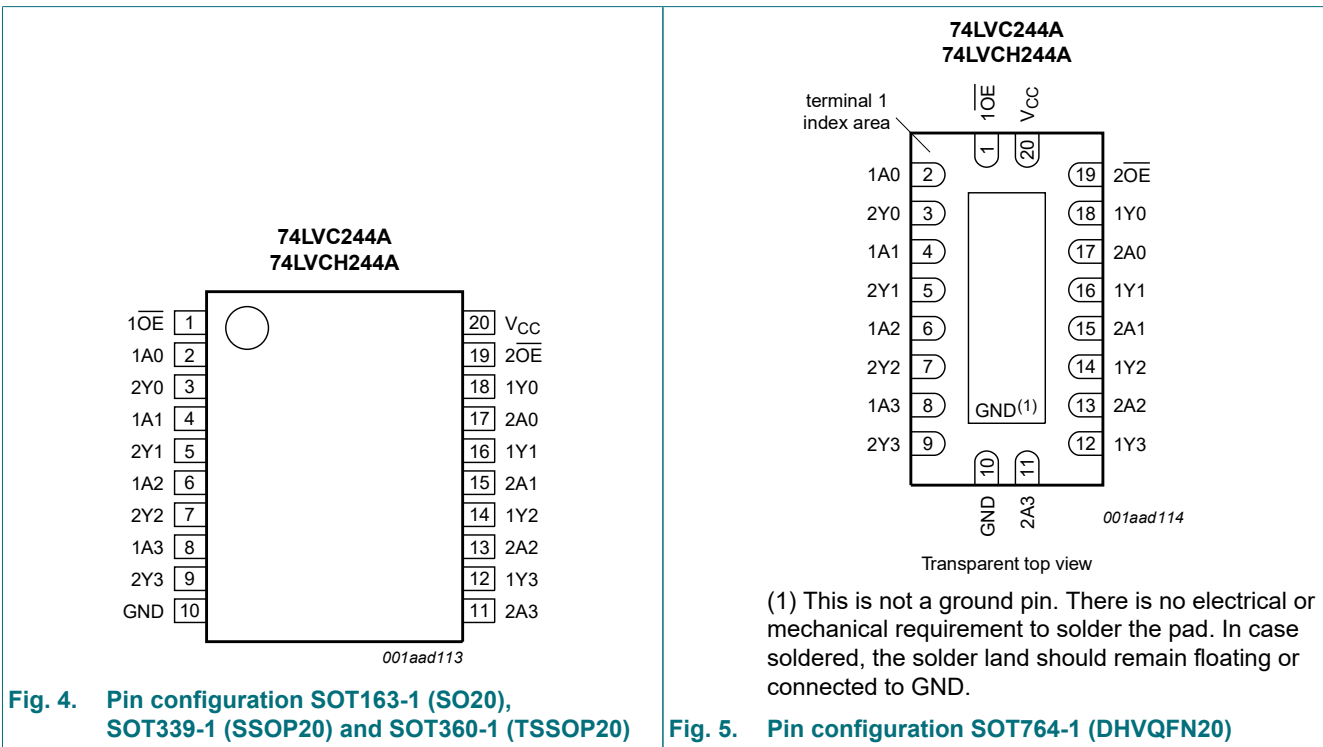 74LVC244A
74LVCH244A
1OE 1
1A0 2
2Y0 3
1A1 4
2Y1 5
1A2 6
2Y2 7
1A3 8
2Y3 9
GND 10
20 VCC
19 2OE
18 1Y0
17 2A0
16 1Y1
15 2A1
14 1Y2
13 2A2
12 1Y3
11 2A3
001aad113
Fig. 4. Pin configuration SOT163-1 (SO20),
SOT339-1 (SSOP20) and SOT360-1 (TSSOP20)
74LVC244A
74LVCH244A
terminal 1
index area
1OE
VCC
1
20
1A0 2
2Y0 3
1A1 4
2Y1 5
1A2 6
2Y2 7
1A3 8
2Y3 9
19 2OE
18 1Y0
17 2A0
16 1Y1
15 2A1
14 1Y2
13 2A2
12 1Y3
GND(1)
10
11
GND
2A3
001aad114
Transparent top view
(1) This is not a ground pin. There is no electrical or
mechanical requirement to solder the pad. In case
soldered, the solder land should remain floating or
connected to GND.
Fig. 5. Pin configuration SOT764-1 (DHVQFN20)